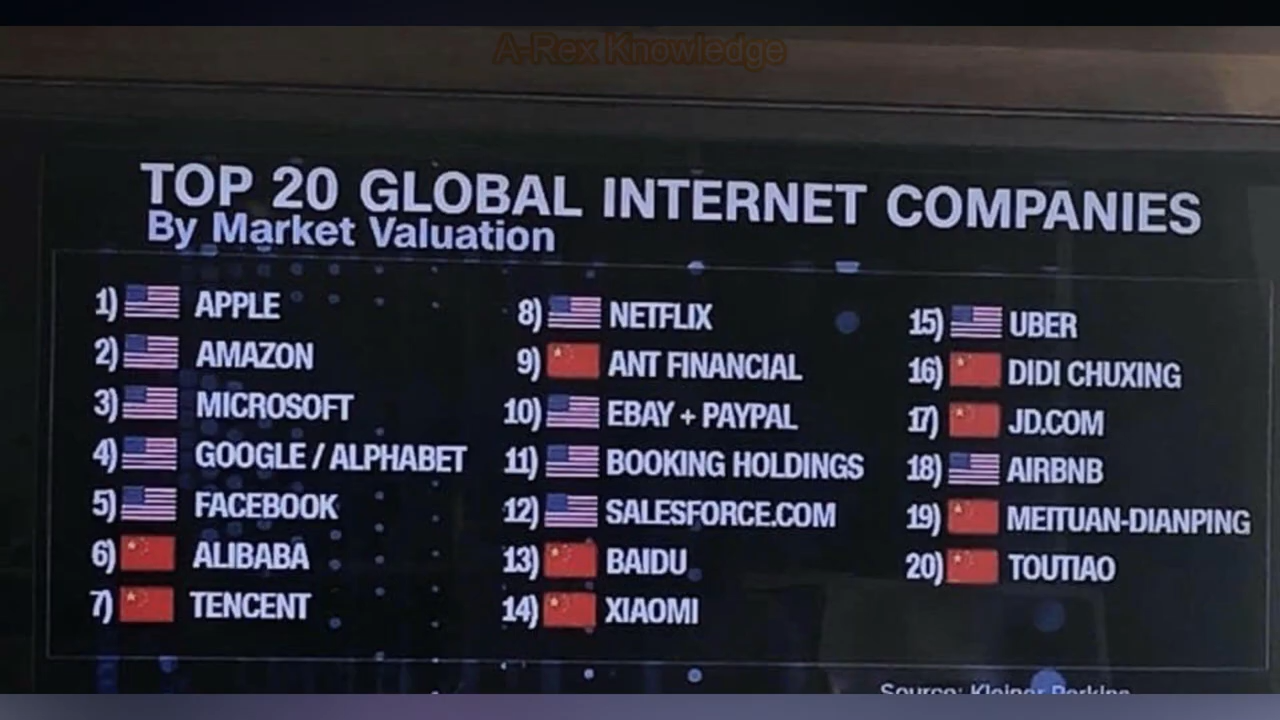 A-Rex Knowledge
TOP 20 GLOBAL INTERNET COMPANIES
By Market Valuation
1) APPLE
2) AMAZON
3) MICROSOFT
4) GOOGLE / ALPHABET
5) FACEBOOK
6) ALIBABA
7) TENCENT
8) NETFLIX
9) ANT FINANCIAL
10) EBAY + PAYPAL
11) BOOKING HOLDINGS
12) SALESFORCE.COM
13) BAIDU
14) XIAOMI
15) UBER
16) DIDI CHUXING
17) JD.COM
18) AIRBNB
19) MEITUAN-DIANPING
20) TOUTIAO
Source: Kleiner Perkins